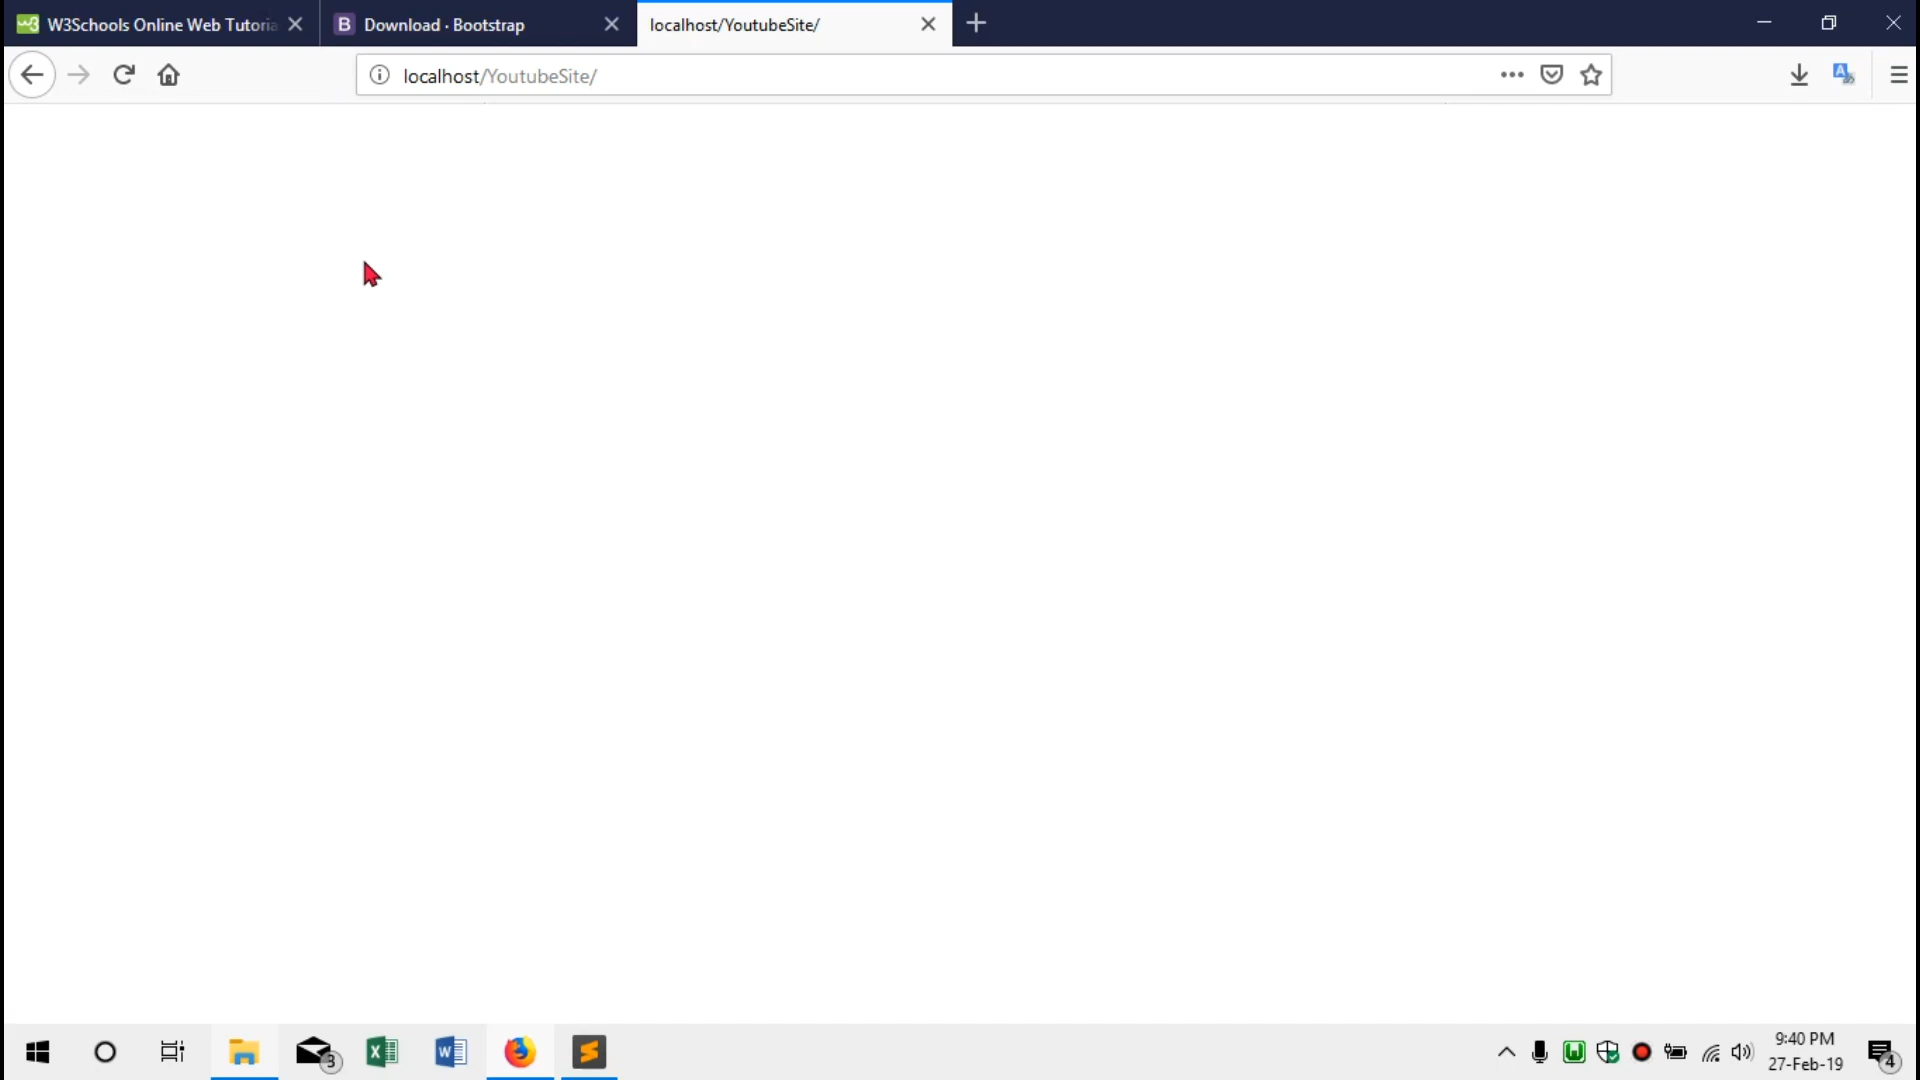 W3Schools Online Web Tutoria
Download · Bootstrap
localhost/YoutubeSite/
localhost/YoutubeSite/
3
9:40 PM
27-Feb-19
4